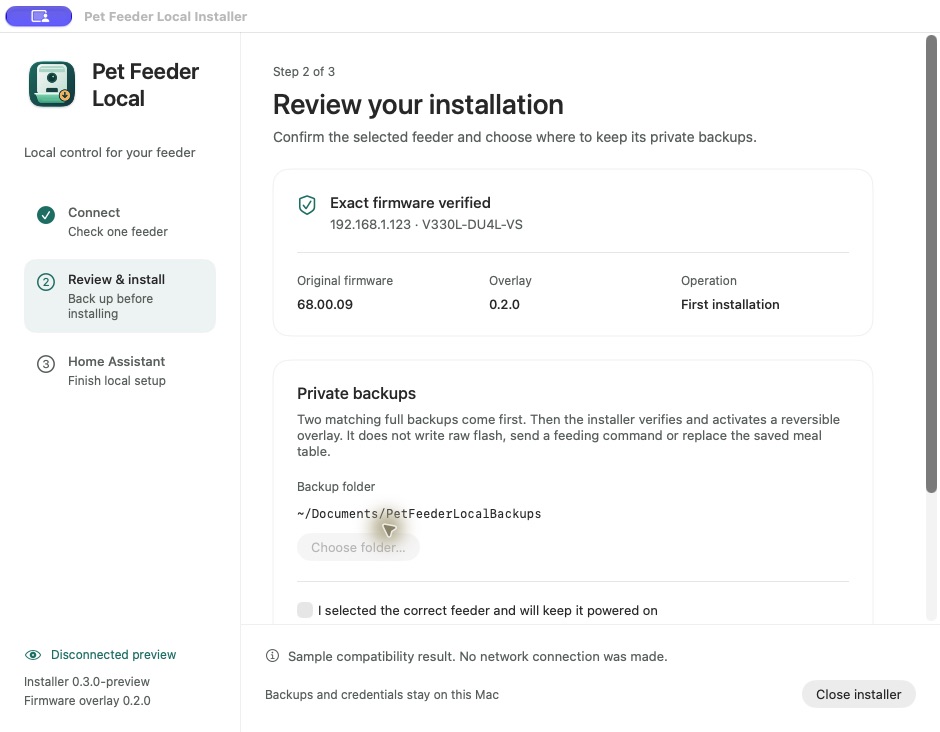 Pet Feeder Local Installer
Pet Feeder
Local
Local control for your feeder
Connect
Check one feeder
2
Review & install
Back up before
installing
3
Home Assistant
Finish local setup
Disconnected preview
Installer 0.3.0-preview
Firmware overlay 0.2.0
Step 2 of 3
Review your installation
Confirm the selected feeder and choose where to keep its private backups.
Exact firmware verified
192.168.1.123 · V330L-DU4L-VS
Original firmware
68.00.09
Overlay
0.2.0
Operation
First installation
Private backups
Two matching full backups come first. Then the installer verifies and activates a reversible
overlay. It does not write raw flash, send a feeding command or replace the saved meal
table.
Backup folder
~/Documents/PetFeederLocalBackups
Choose folder...
I selected the correct feeder and will keep it powered on
Sample compatibility result. No network connection was made.
Backups and credentials stay on this Mac
Close installer